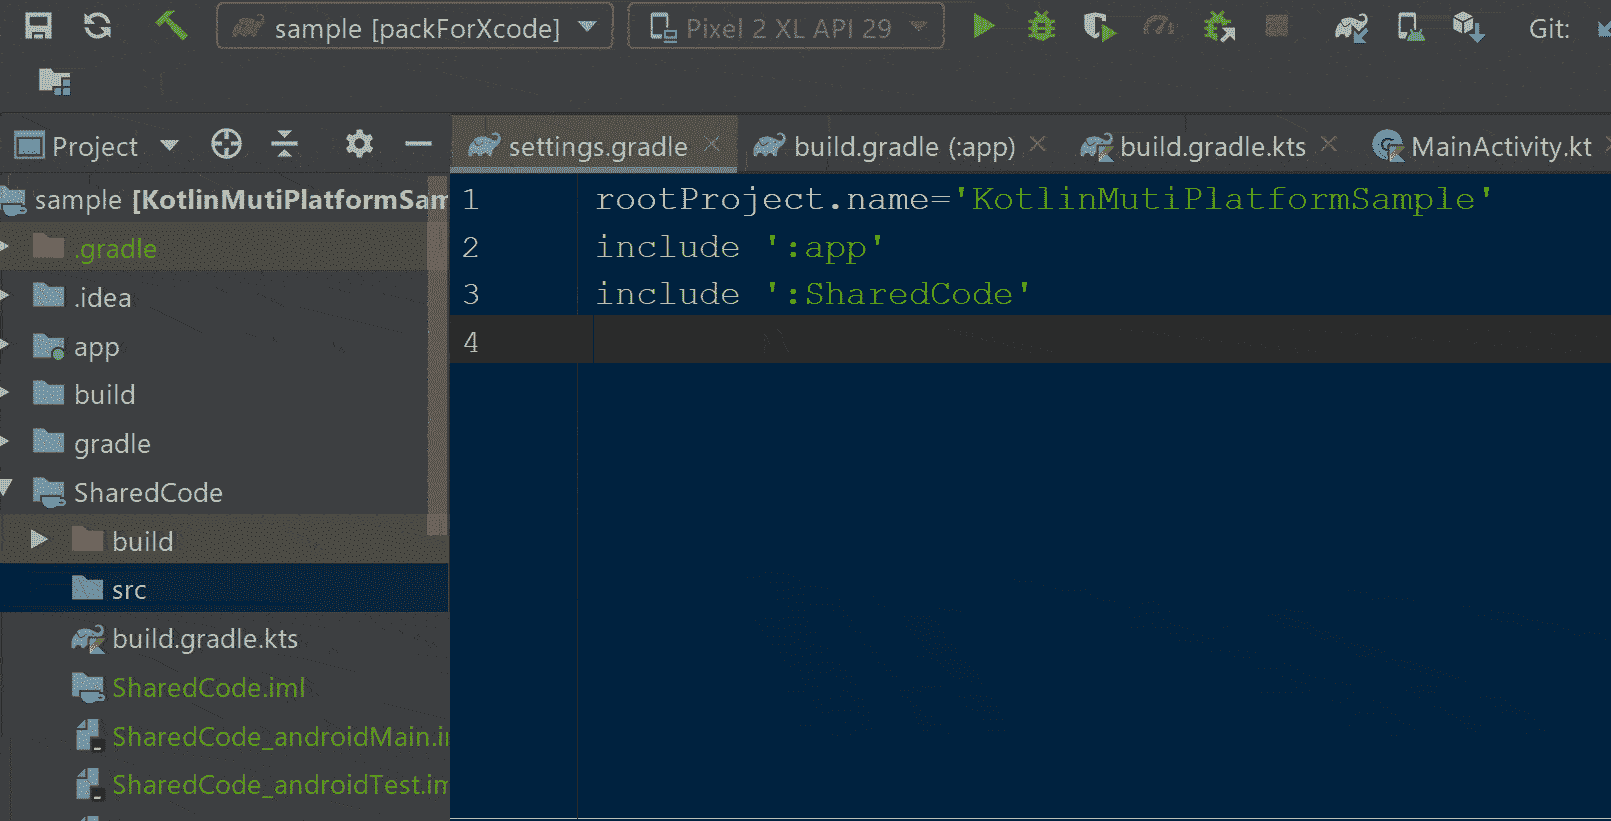 sample [packForXcode] Pixel 2 XL API 29 Git:
Project settings.gradle build.gradle (:app) build.gradle.kts MainActivity.kt
sample [KotlinMutiPlatformSam
.gradle
.idea
app
build
gradle
SharedCode
build
src
build.gradle.kts
SharedCode.iml
SharedCode_androidMain.i
SharedCode_androidTest.im
1 rootProject.name='KotlinMutiPlatformSample'
2 include ':app'
3 include ':SharedCode'
4